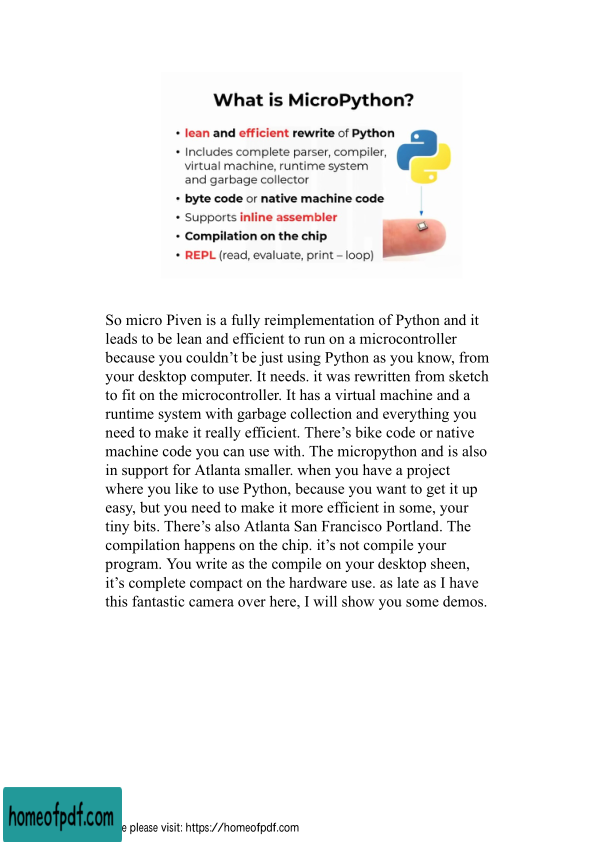 What is MicroPython?
• lean and efficient rewrite of Python
• Includes complete parser, compiler,
virtual machine, runtime system
and garbage collector
• byte code or native machine code
• Supports inline assembler
• Compilation on the chip
• REPL (read, evaluate, print – loop)
So micro Piven is a fully reimplementation of Python and it
leads to be lean and efficient to run on a microcontroller
because you couldn’t be just using Python as you know, from
your desktop computer. It needs. it was rewritten from sketch
to fit on the microcontroller. It has a virtual machine and a
runtime system with garbage collection and everything you
need to make it really efficient. There’s bike code or native
machine code you can use with. The micropython and is also
in support for Atlanta smaller. when you have a project
where you like to use Python, because you want to get it up
easy, but you need to make it more efficient in some, your
tiny bits. There’s also Atlanta San Francisco Portland. The
compilation happens on the chip. it’s not compile your
program. You write as the compile on your desktop sheen,
it’s complete compact on the hardware use. as late as I have
this fantastic camera over here, I will show you some demos.
homeofpdf.com
e please visit: https://homeofpdf.com